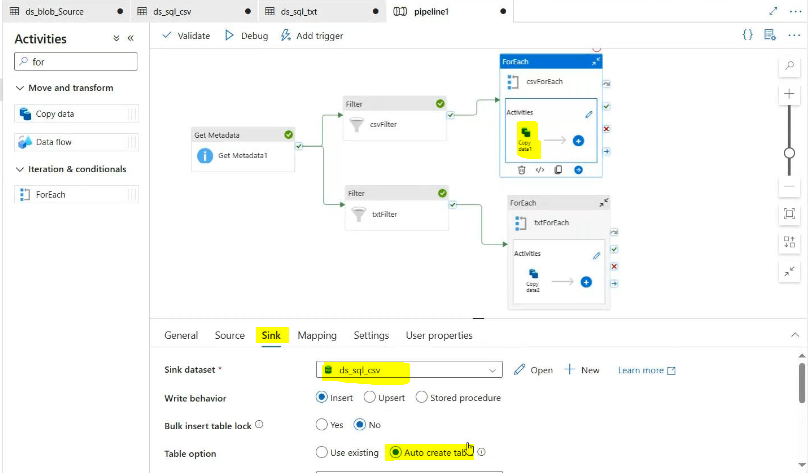 ds_blob_Source
ds_sql_csv
ds_sql_txt
pipeline1
Activities
for
Move and transform
Copy data
Data flow
Iteration & conditionals
ForEach
Validate
Debug
Add trigger
Get Metadata
Get Metadata1
Filter
csvFilter
Filter
txtFilter
ForEach
csvForEach
Activities
Copy
data1
ForEach
txtForEach
Activities
Copy
data2
General
Source
Sink
Mapping
Settings
User properties
Sink dataset *
ds_sql_csv
Open
New
Learn more
Write behavior
Insert
Upsert
Stored procedure
Bulk insert table lock
Yes
No
Table option
Use existing
Auto create tab